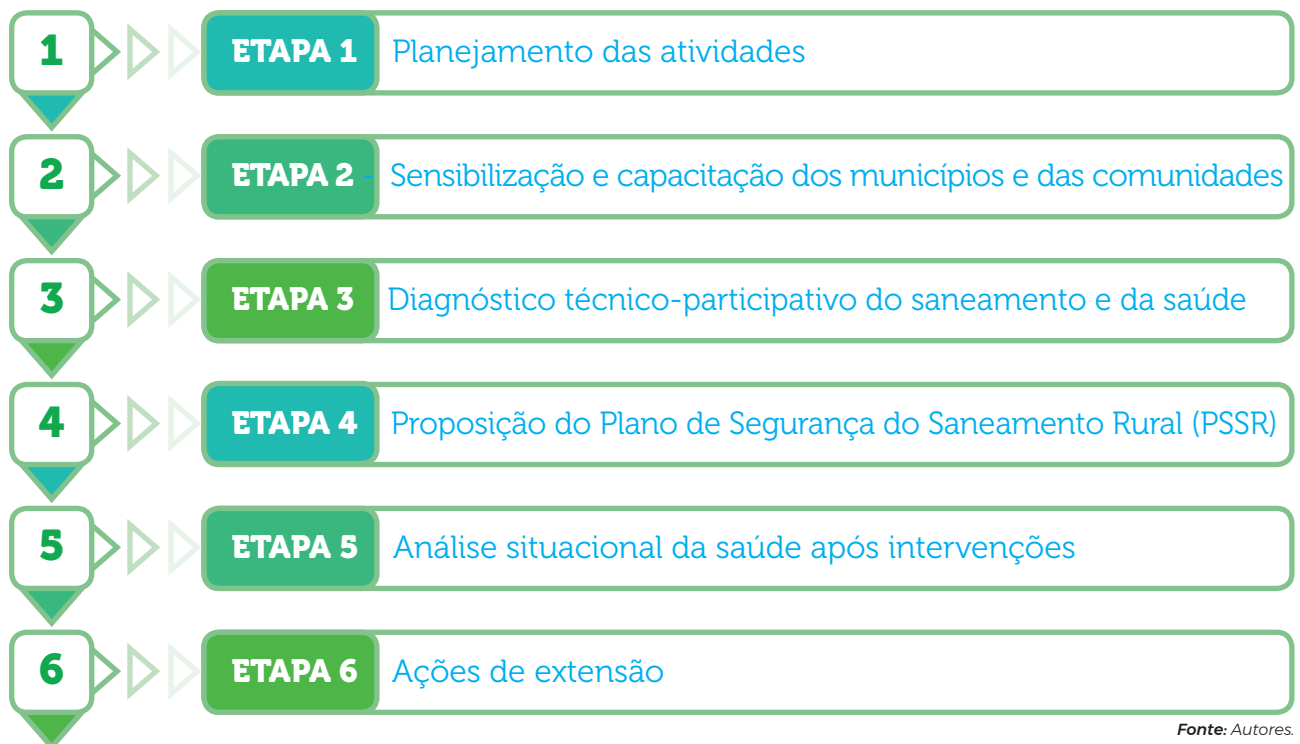 1 ETAPA 1 Planejamento das atividades
2 ETAPA 2 - Sensibilização e capacitação dos municípios e das comunidades
3 ETAPA 3 Diagnóstico técnico-participativo do saneamento e da saúde
4 ETAPA 4 Proposição do Plano de Segurança do Saneamento Rural (PSSR)
5 ETAPA 5 Análise situacional da saúde após intervenções
6 ETAPA 6 Ações de extensão
Fonte: Autores.